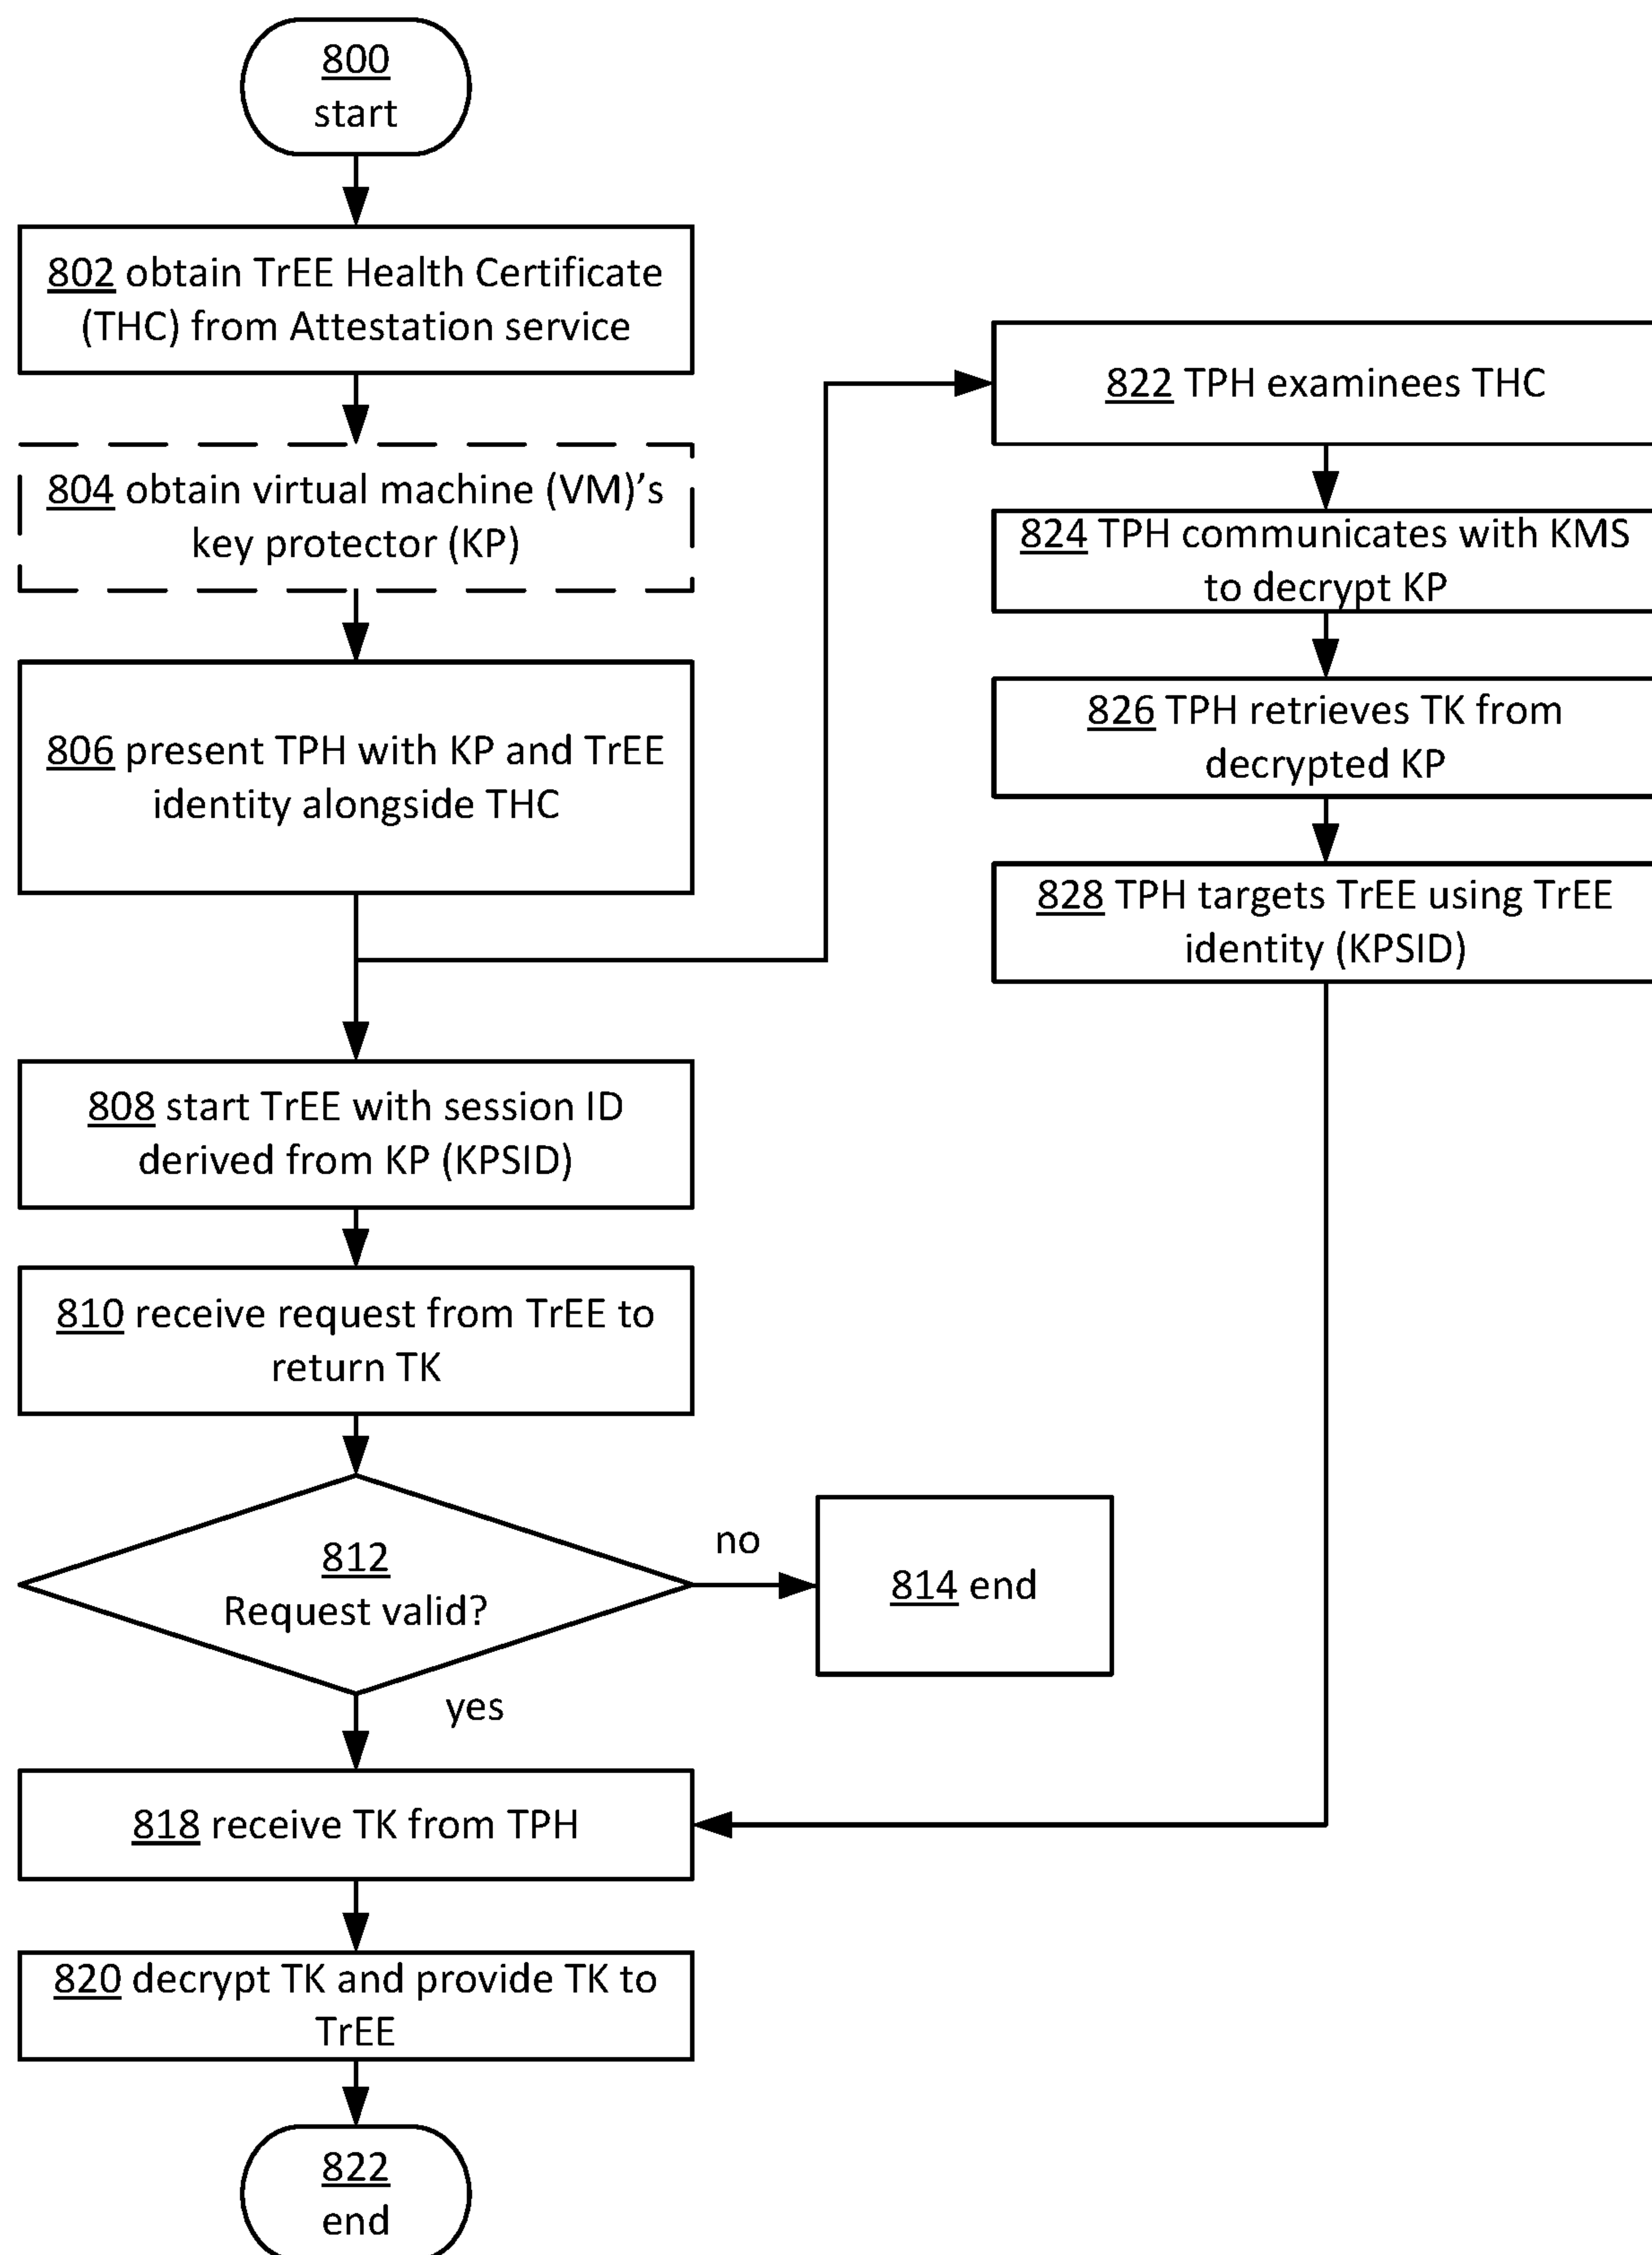 800
start
802 obtain TrEE Health Certificate
(THC) from Attestation service
804 obtain virtual machine (VM)'s
key protector (KP)
806 present TPH with KP and TrEE
identity alongside THC
808 start TrEE with session ID
derived from KP (KPSID)
810 receive request from TrEE to
return TK
812
Request valid?
no
814 end
yes
818 receive TK from TPH
820 decrypt TK and provide TK to
TrEE
822
end
822 TPH examinees THC
824 TPH communicates with KMS
to decrypt KP
826 TPH retrieves TK from
decrypted KP
828 TPH targets TrEE using TrEE
identity (KPSID)